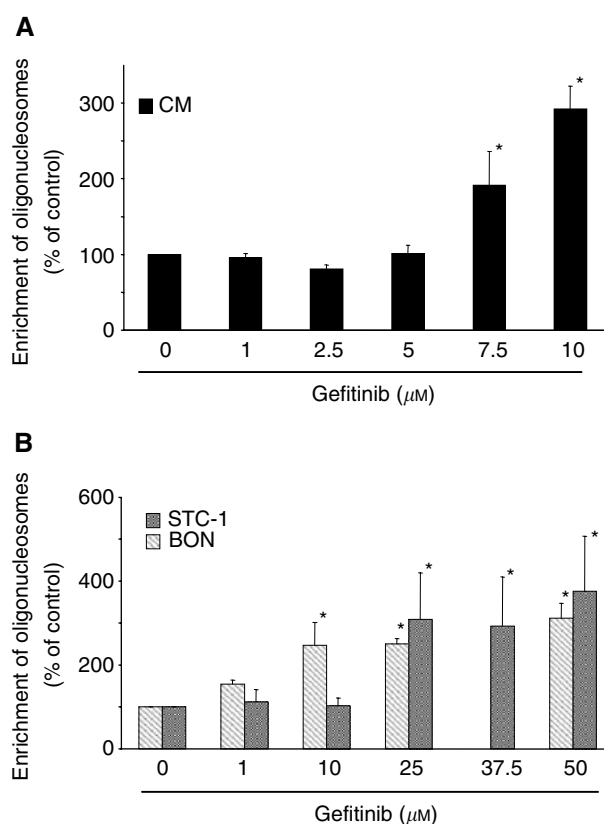 A
Enrichment of oligonucleosomes
(% of control)
300
200
100
0
CM
*
*
0 1 2.5 5 7.5 10
Gefitinib (μM)
B
Enrichment of oligonucleosomes
(% of control)
600
400
200
0
STC-1
BON
* * * * * *
0 1 10 25 37.5 50
Gefitinib (μM)